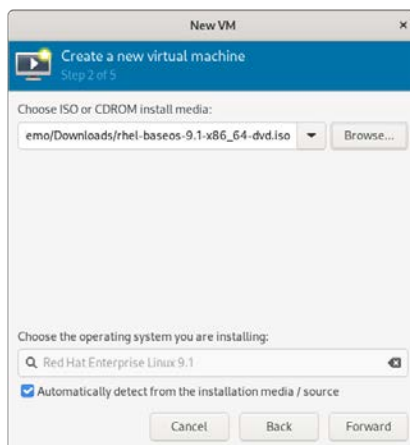 New VM
Create a new virtual machine
Step 2 of 5
Choose ISO or CDROM install media:
emo/Downloads/rhel-baseos-9.1-x86_64-dvd.iso
Browse...
Choose the operating system you are installing:
Red Hat Enterprise Linux 9.1
Automatically detect from the installation media / source
Cancel Back Forward